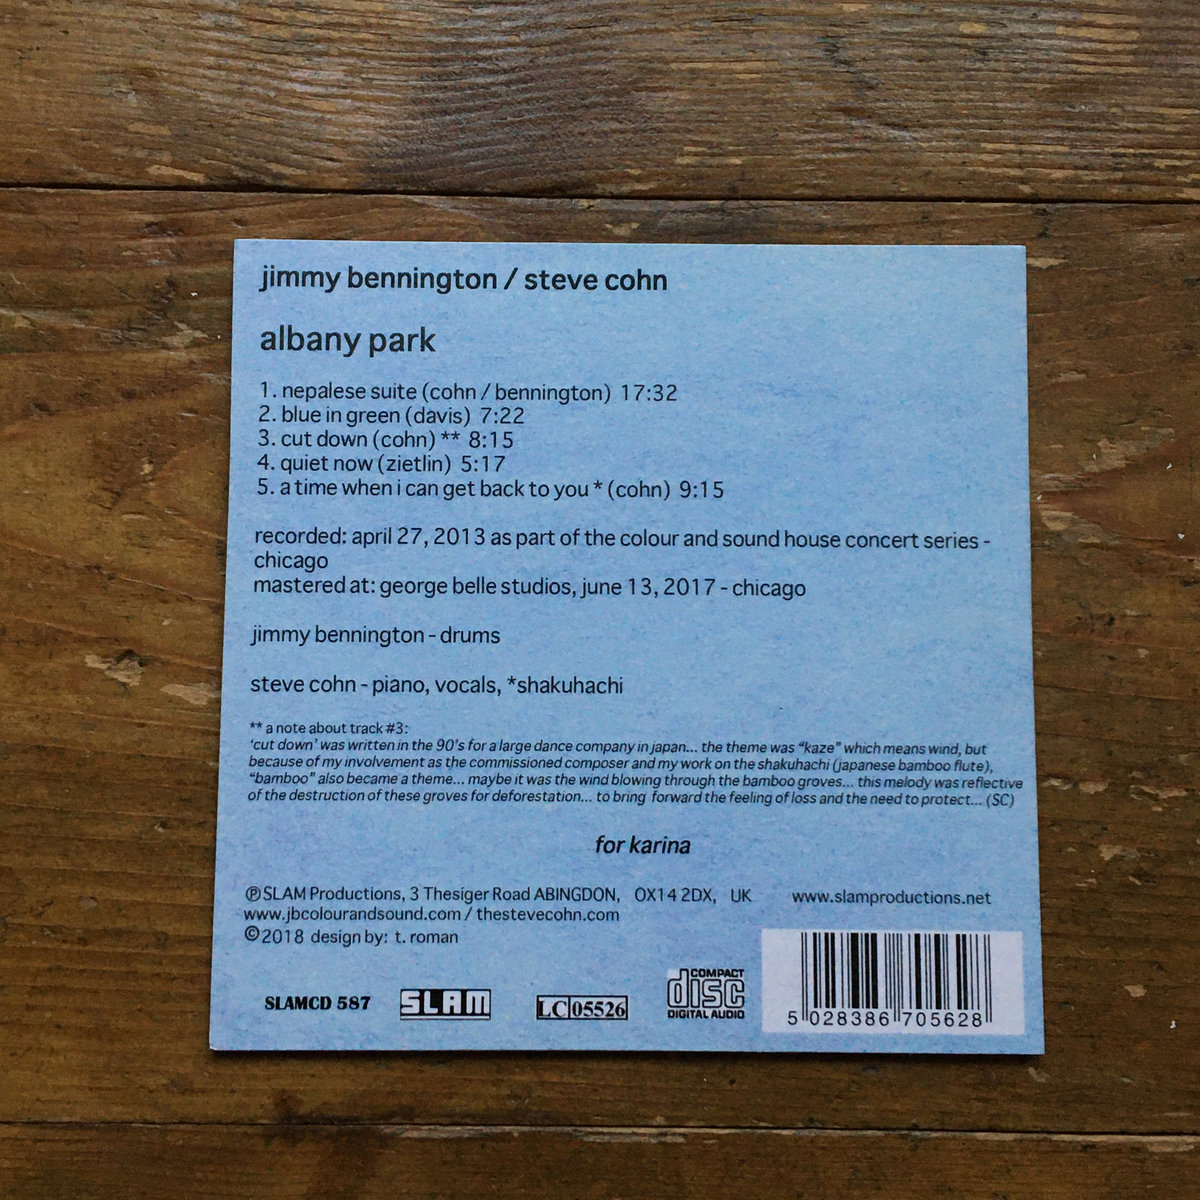 jimmy bennington / steve cohn
albany park
1. nepalese suite (cohn / bennington) 17:32
2. blue in green (davis) 7:22
3. cut down (cohn) ** 8:15
4. quiet now (zietlin) 5:17
5. a time when i can get back to you * (cohn) 9:15
recorded: april 27, 2013 as part of the colour and sound house concert series -
chicago
mastered at: george belle studios, june 13, 2017 - chicago
jimmy bennington - drums
steve cohn - piano, vocals, *shakuhachi
** a note about track #3:
'cut down' was written in the 90's for a large dance company in japan... the theme was "kaze" which means wind, but
because of my involvement as the commissioned composer and my work on the shakuhachi (japanese bamboo flute),
"bamboo" also became a theme... maybe it was the wind blowing through the bamboo groves... this melody was reflective
of the destruction of these groves for deforestation... to bring forward the feeling of loss and the need to protect... (SC)
for karina
℗ SLAM Productions, 3 Thesiger Road ABINGDON, OX14 2DX, UK www.slamproductions.net
www.jbcolourandsound.com / thestevecohn.com
©2018 design by: t. roman
SLAMCD 587 SLAM LC 05526 COMPACT disc DIGITAL AUDIO
5 028386 705628